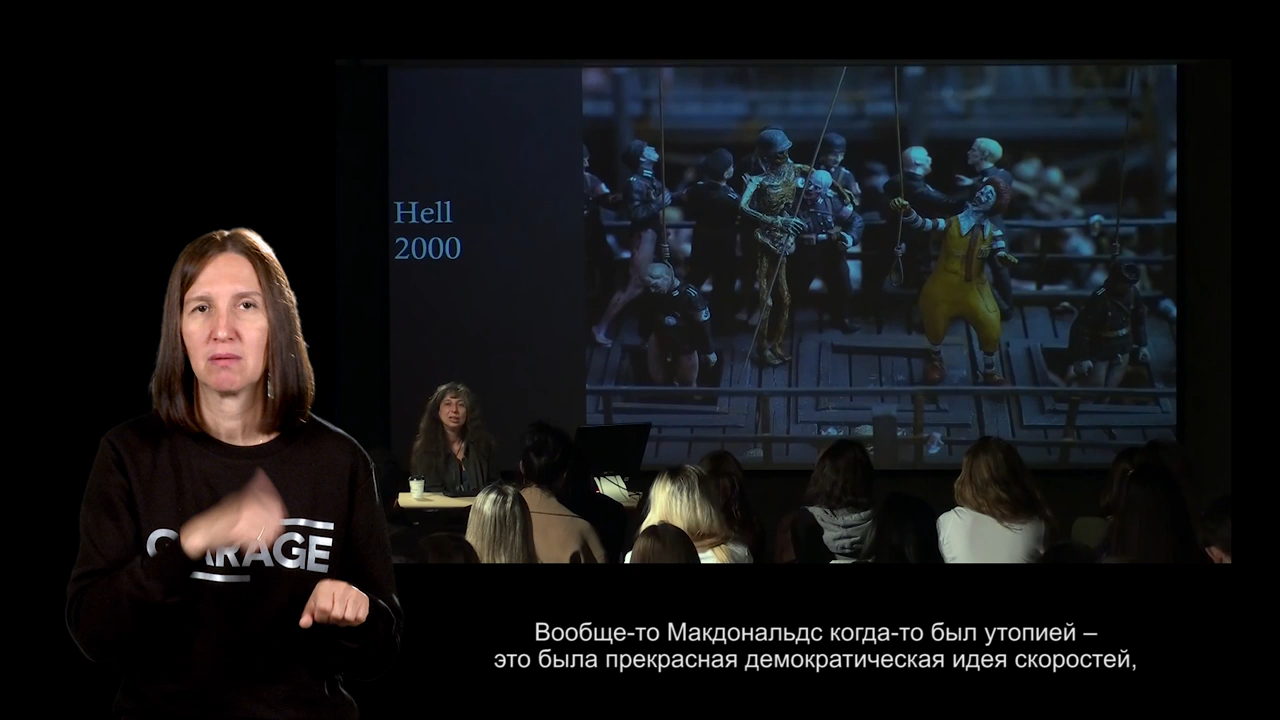 Hell
2000
GARAGE
Вообще-то Макдональдс когда-то был утопией –
это была прекрасная демократическая идея скоростей,